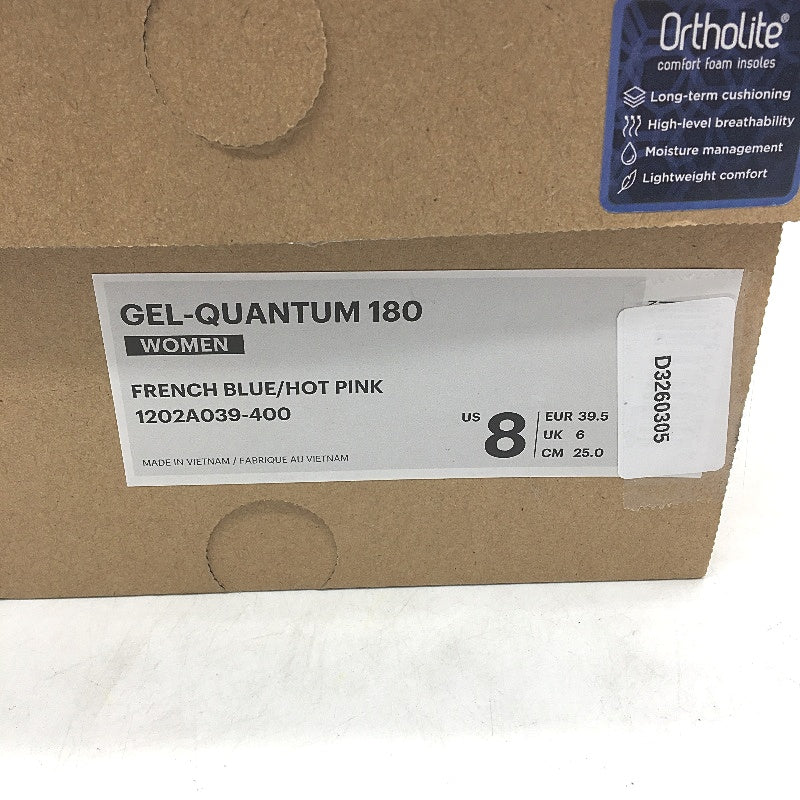 Ortholite®
comfort foam insoles
Long-term cushioning
High-level breathability
Moisture management
Lightweight comfort
GEL-QUANTUM 180
WOMEN
FRENCH BLUE/HOT PINK
1202A039-400
US 8
EUR 39.5
UK 6
CM 25.0
MADE IN VIETNAM / FABRIQUE AU VIETNAM
D3260305